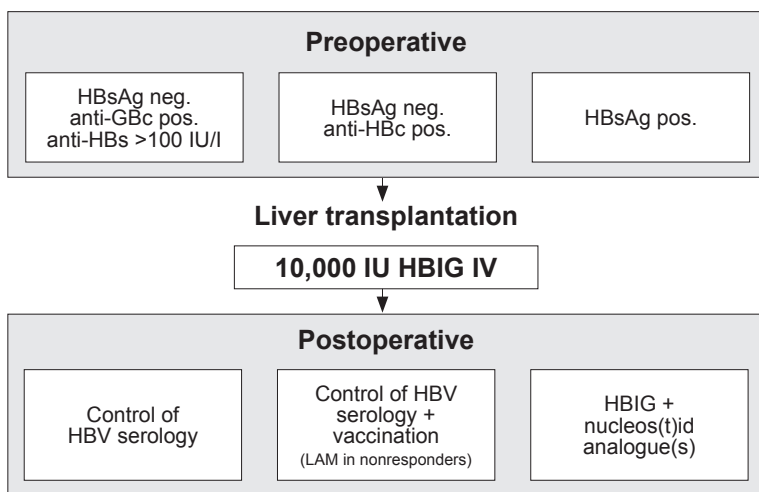 Preoperative
HBsAg neg.
anti-GBc pos.
anti-HBs >100 IU/l
HBsAg neg.
anti-HBc pos.
HBsAg pos.
Liver transplantation
10,000 IU HBIG IV
Postoperative
Control of
HBV serology
Control of HBV
serology +
vaccination
(LAM in nonresponders)
HBIG +
nucleos(t)id
analogue(s)